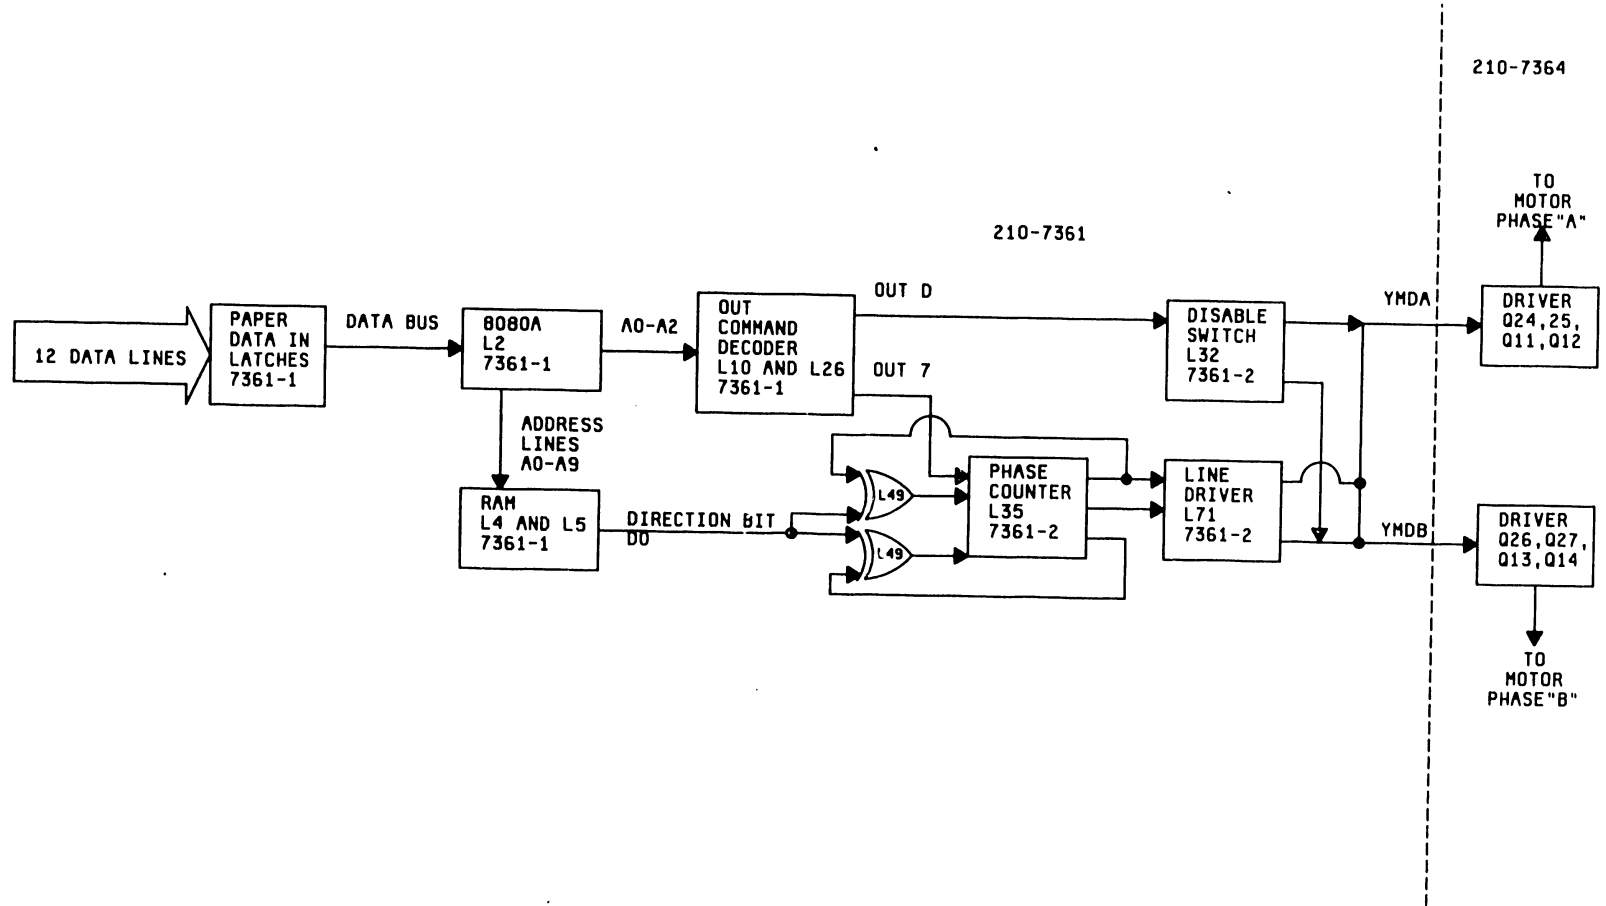 210-7364
TO
MOTOR
PHASE"A"
210-7361
OUT D
YMDA
DRIVER
Q24,25,
Q11,Q12
12 DATA LINES
PAPER
DATA IN
LATCHES
7361-1
DATA BUS
8080A
L2
7361-1
A0-A2
OUT
COMMAND
DECODER
L10 AND L26
7361-1
OUT 7
DISABLE
SWITCH
L32
7361-2
ADDRESS
LINES
A0-A9
RAM
L4 AND L5
7361-1
DIRECTION BIT
D0
L49
L49
PHASE
COUNTER
L35
7361-2
LINE
DRIVER
L71
7361-2
YMDB
DRIVER
Q26,Q27,
Q13,Q14
TO
MOTOR
PHASE"B"